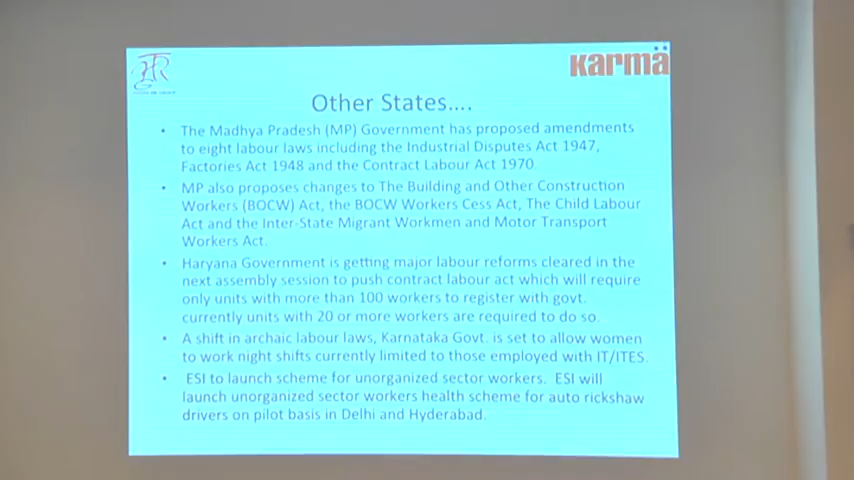 karmä
Other States....
• The Madhya Pradesh (MP) Government has proposed amendments
to eight labour laws including the Industrial Disputes Act 1947,
Factories Act 1948 and the Contract Labour Act 1970.
• MP also proposes changes to The Building and Other Construction
Workers (BOCW) Act, the BOCW Workers Cess Act, The Child Labour
Act and the Inter-State Migrant Workmen and Motor Transport
Workers Act.
• Haryana Government is getting major labour reforms cleared in the
next assembly session to push contract labour act which will require
only units with more than 100 workers to register with govt.
currently units with 20 or more workers are required to do so.
• A shift in archaic labour laws, Karnataka Govt. is set to allow women
to work night shifts currently limited to those employed with IT/ITES.
• ESI to launch scheme for unorganized sector workers. ESI will
launch unorganized sector workers health scheme for auto rickshaw
drivers on pilot basis in Delhi and Hyderabad.